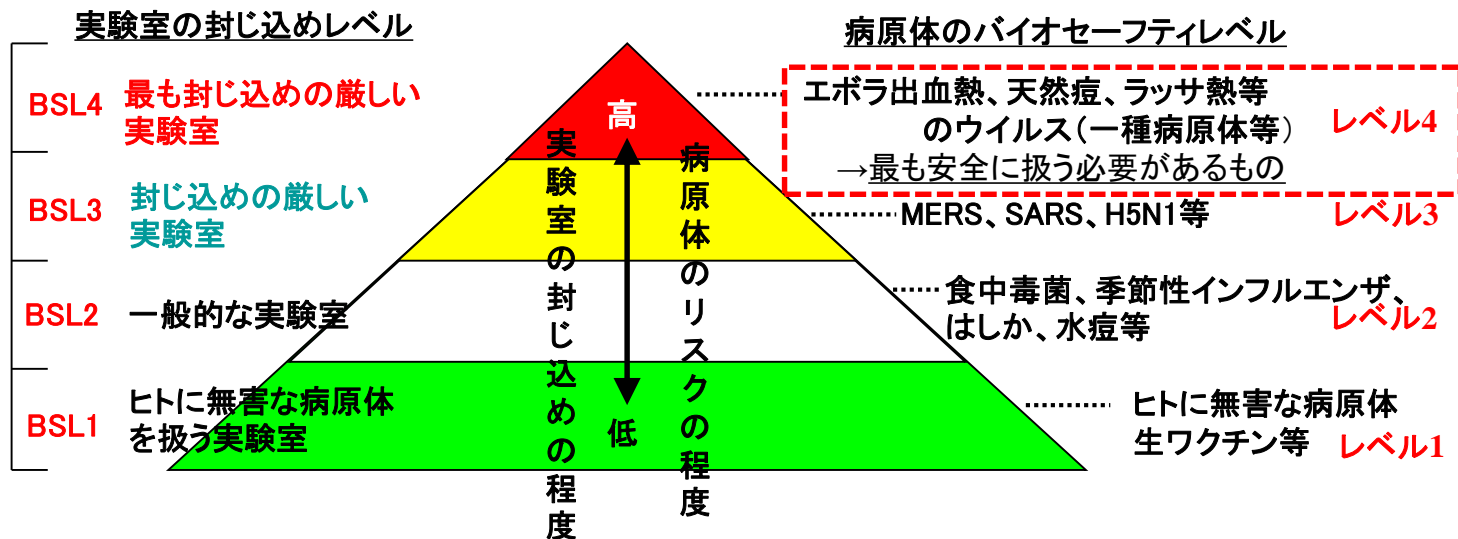 実験室の封じ込めレベル
BSL4
最も封じ込めの厳しい
実験室
BSL3
封じ込めの厳しい
実験室
BSL2
一般的な実験室
BSL1
ヒトに無害な病原体
を扱う実験室
高
低
実験室の封じ込めの程度
病原体のリスクの程度
病原体のバイオセーフティレベル
エボラ出血熱、天然痘、ラッサ熱等
のウイルス(一種病原体等)
→最も安全に扱う必要があるもの
レベル4
MERS、SARS、H5N1等
レベル3
食中毒菌、季節性インフルエンザ、
はしか、水痘等
レベル2
ヒトに無害な病原体
生ワクチン等
レベル1